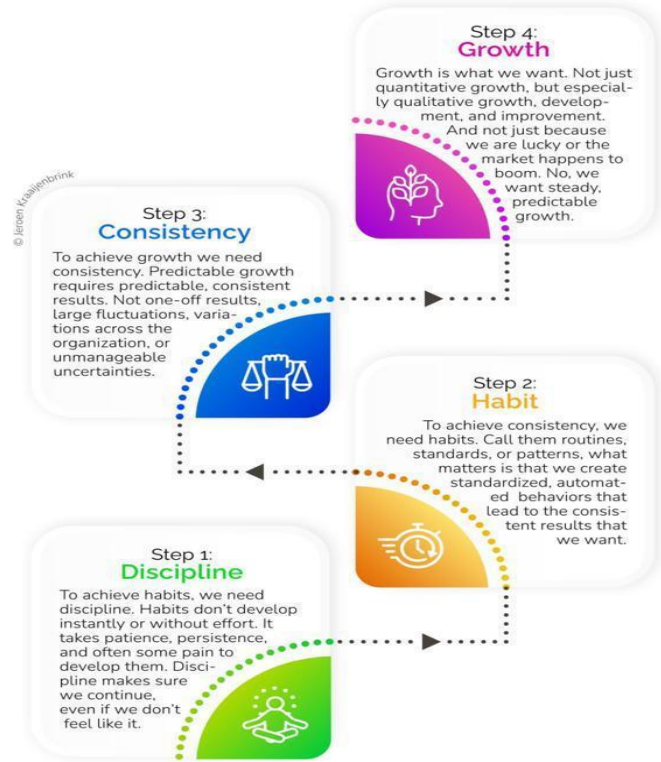 Step 4:
Growth
Growth is what we want. Not just
quantitative growth, but especial-
ly qualitative growth, develop-
ment, and improvement.
And not just because
we are lucky or the
market happens to
boom. No, we
want steady,
predictable
growth.
© Jeroen Kraaijenbrink
Step 3:
Consistency
To achieve growth we need
consistency. Predictable growth
requires predictable, consistent
results. Not one-off results,
large fluctuations, varia-
tions across the
organization, or
unmanageable
uncertainties.
Step 2:
Habit
To achieve consistency, we
need habits. Call them routines,
standards, or patterns, what
matters is that we create
standardized, automat-
ed behaviors that
lead to the consis-
tent results that
we want.
Step 1:
Discipline
To achieve habits, we need
discipline. Habits don't develop
instantly or without effort. It
takes patience, persistence,
and often some pain to
develop them. Disci-
pline makes sure
we continue,
even if we don't
feel like it.